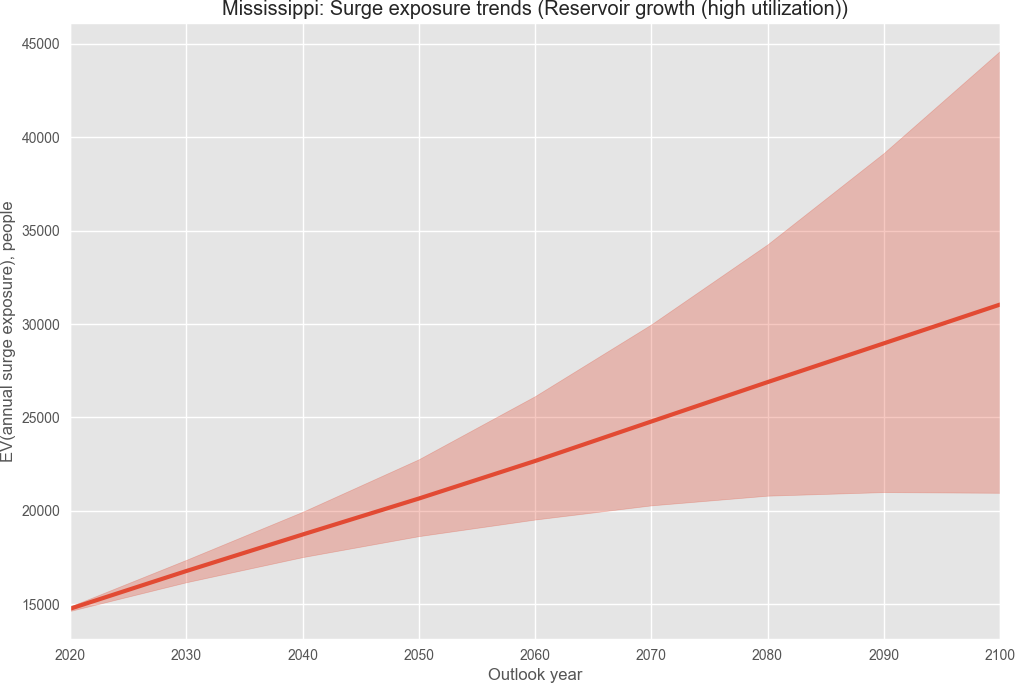 Mississippi: Surge exposure trends (Reservoir growth (high utilization))
EV(annual surge exposure), people
45000
40000
35000
30000
25000
20000
15000
2020 2030 2040 2050 2060 2070 2080 2090 2100
Outlook year